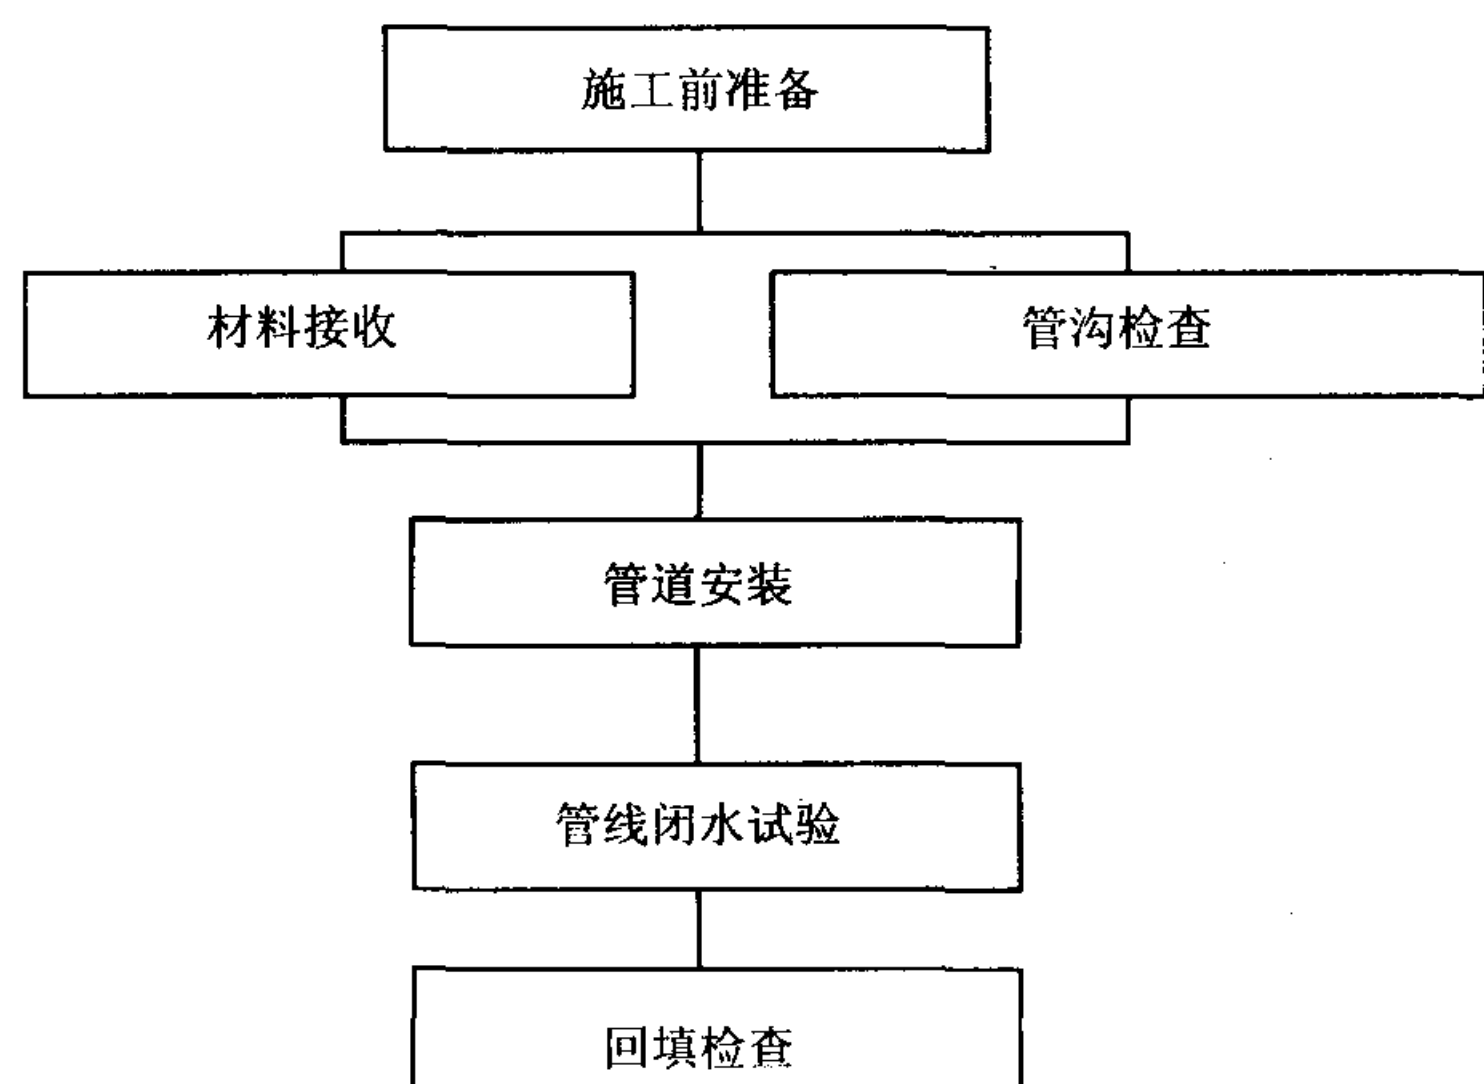 施工前准备
材料接收
管沟检查
管道安装
管线闭水试验
回填检查